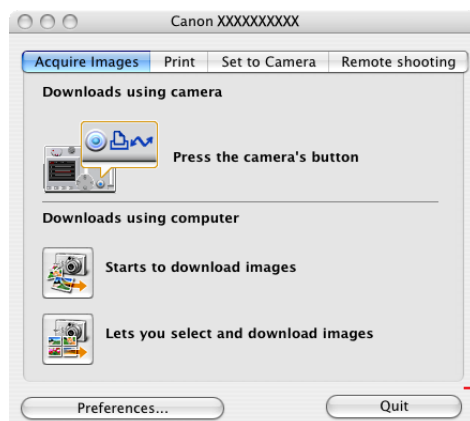 Canon XXXXXXXXXX
Acquire Images Print Set to Camera Remote shooting
Downloads using camera
Press the camera's button
Downloads using computer
Starts to download images
Lets you select and download images
Preferences... Quit